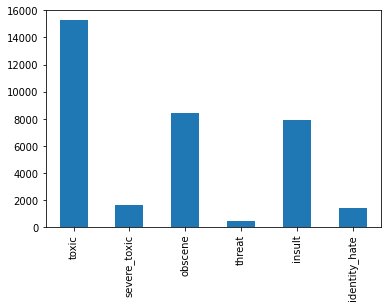 16000
14000
12000
10000
8000
6000
4000
2000
0
toxic
severe_toxic
obscene
threat
insult
identity_hate